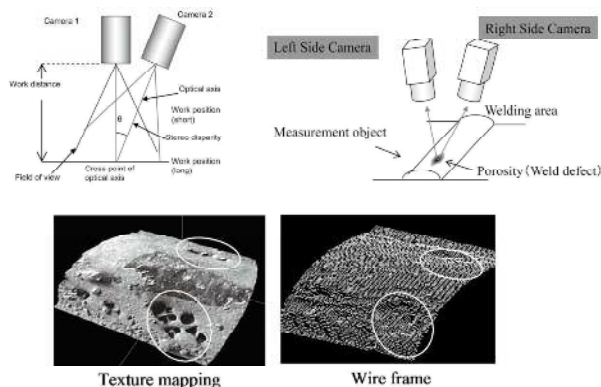 Camera 1
Camera 2
Work distance
Optical axis
Work position
(short)
θ
Stereo disparity
Work position
(long)
Field of view
Cross point of
optical axis
Left Side Camera
Right Side Camera
Welding area
Measurement object
Porosity (Weld defect)
Texture mapping
Wire frame